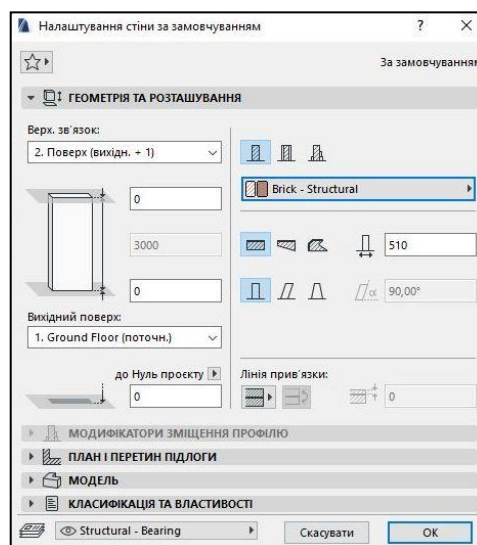 Налаштування стіни за замовчуванням ?
За замовчуванням
ГЕОМЕТРІЯ ТА РОЗТАШУВАННЯ
Верх. зв'язок:
2. Поверх (вихідн. + 1)
0
3000
0
Вихідний поверх:
1. Ground Floor (поточн.)
до Нуль проєкту
0
Brick - Structural
510
α 90,00°
Лінія прив'язки:
0
МОДИФІКАТОРИ ЗМІЩЕННЯ ПРОФІЛЮ
ПЛАН І ПЕРЕТИН ПІДЛОГИ
МОДЕЛЬ
КЛАСИФІКАЦІЯ ТА ВЛАСТИВОСТІ
Structural - Bearing
Скасувати
OK